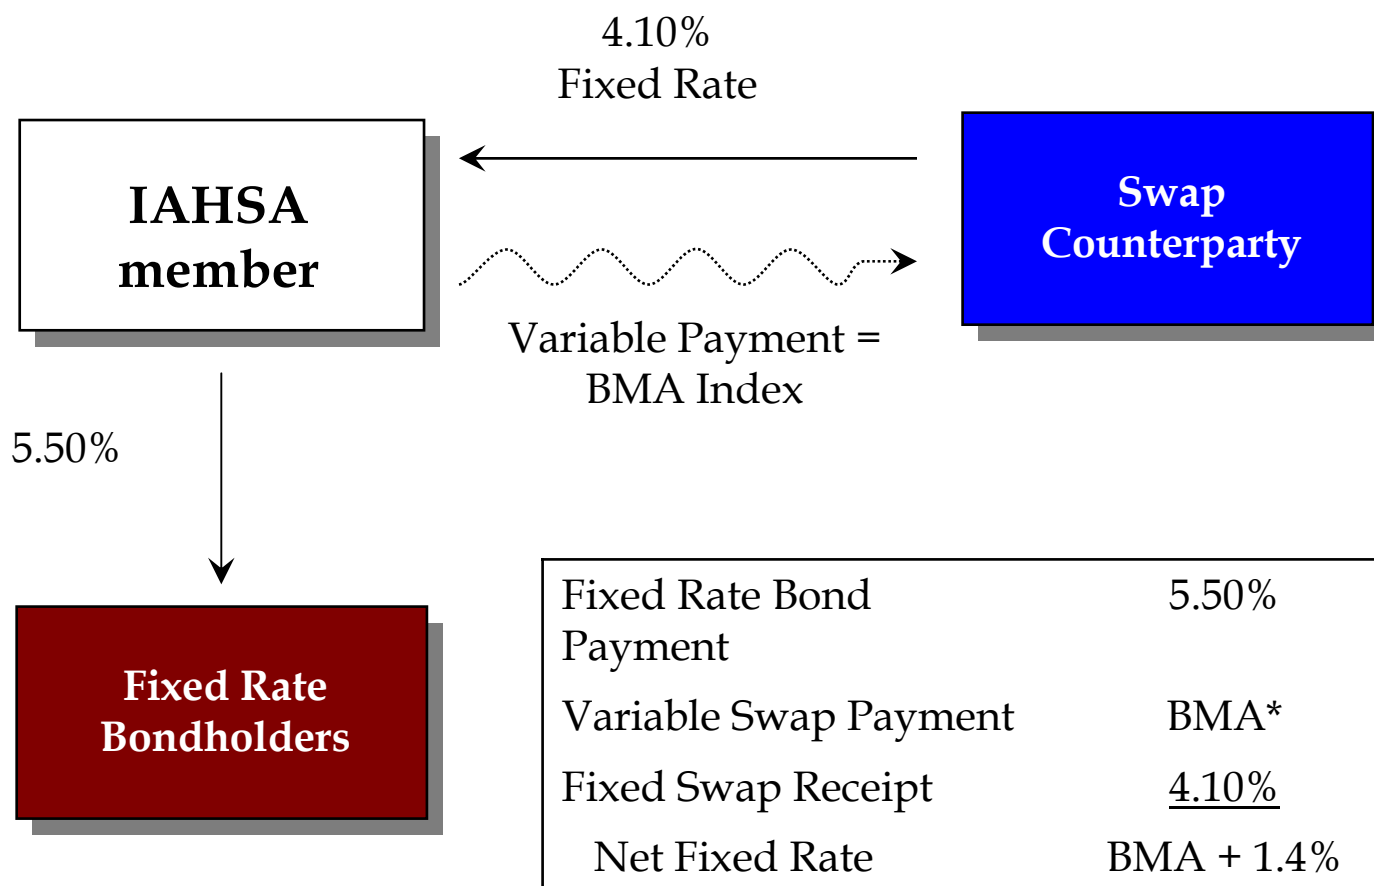 4.10%
Fixed Rate
IAHSA
member
Swap
Counterparty
Variable Payment =
BMA Index
5.50%
Fixed Rate
Bondholders
Fixed Rate Bond 5.50%
Payment
Variable Swap Payment BMA*
Fixed Swap Receipt 4.10%
Net Fixed Rate BMA + 1.4%